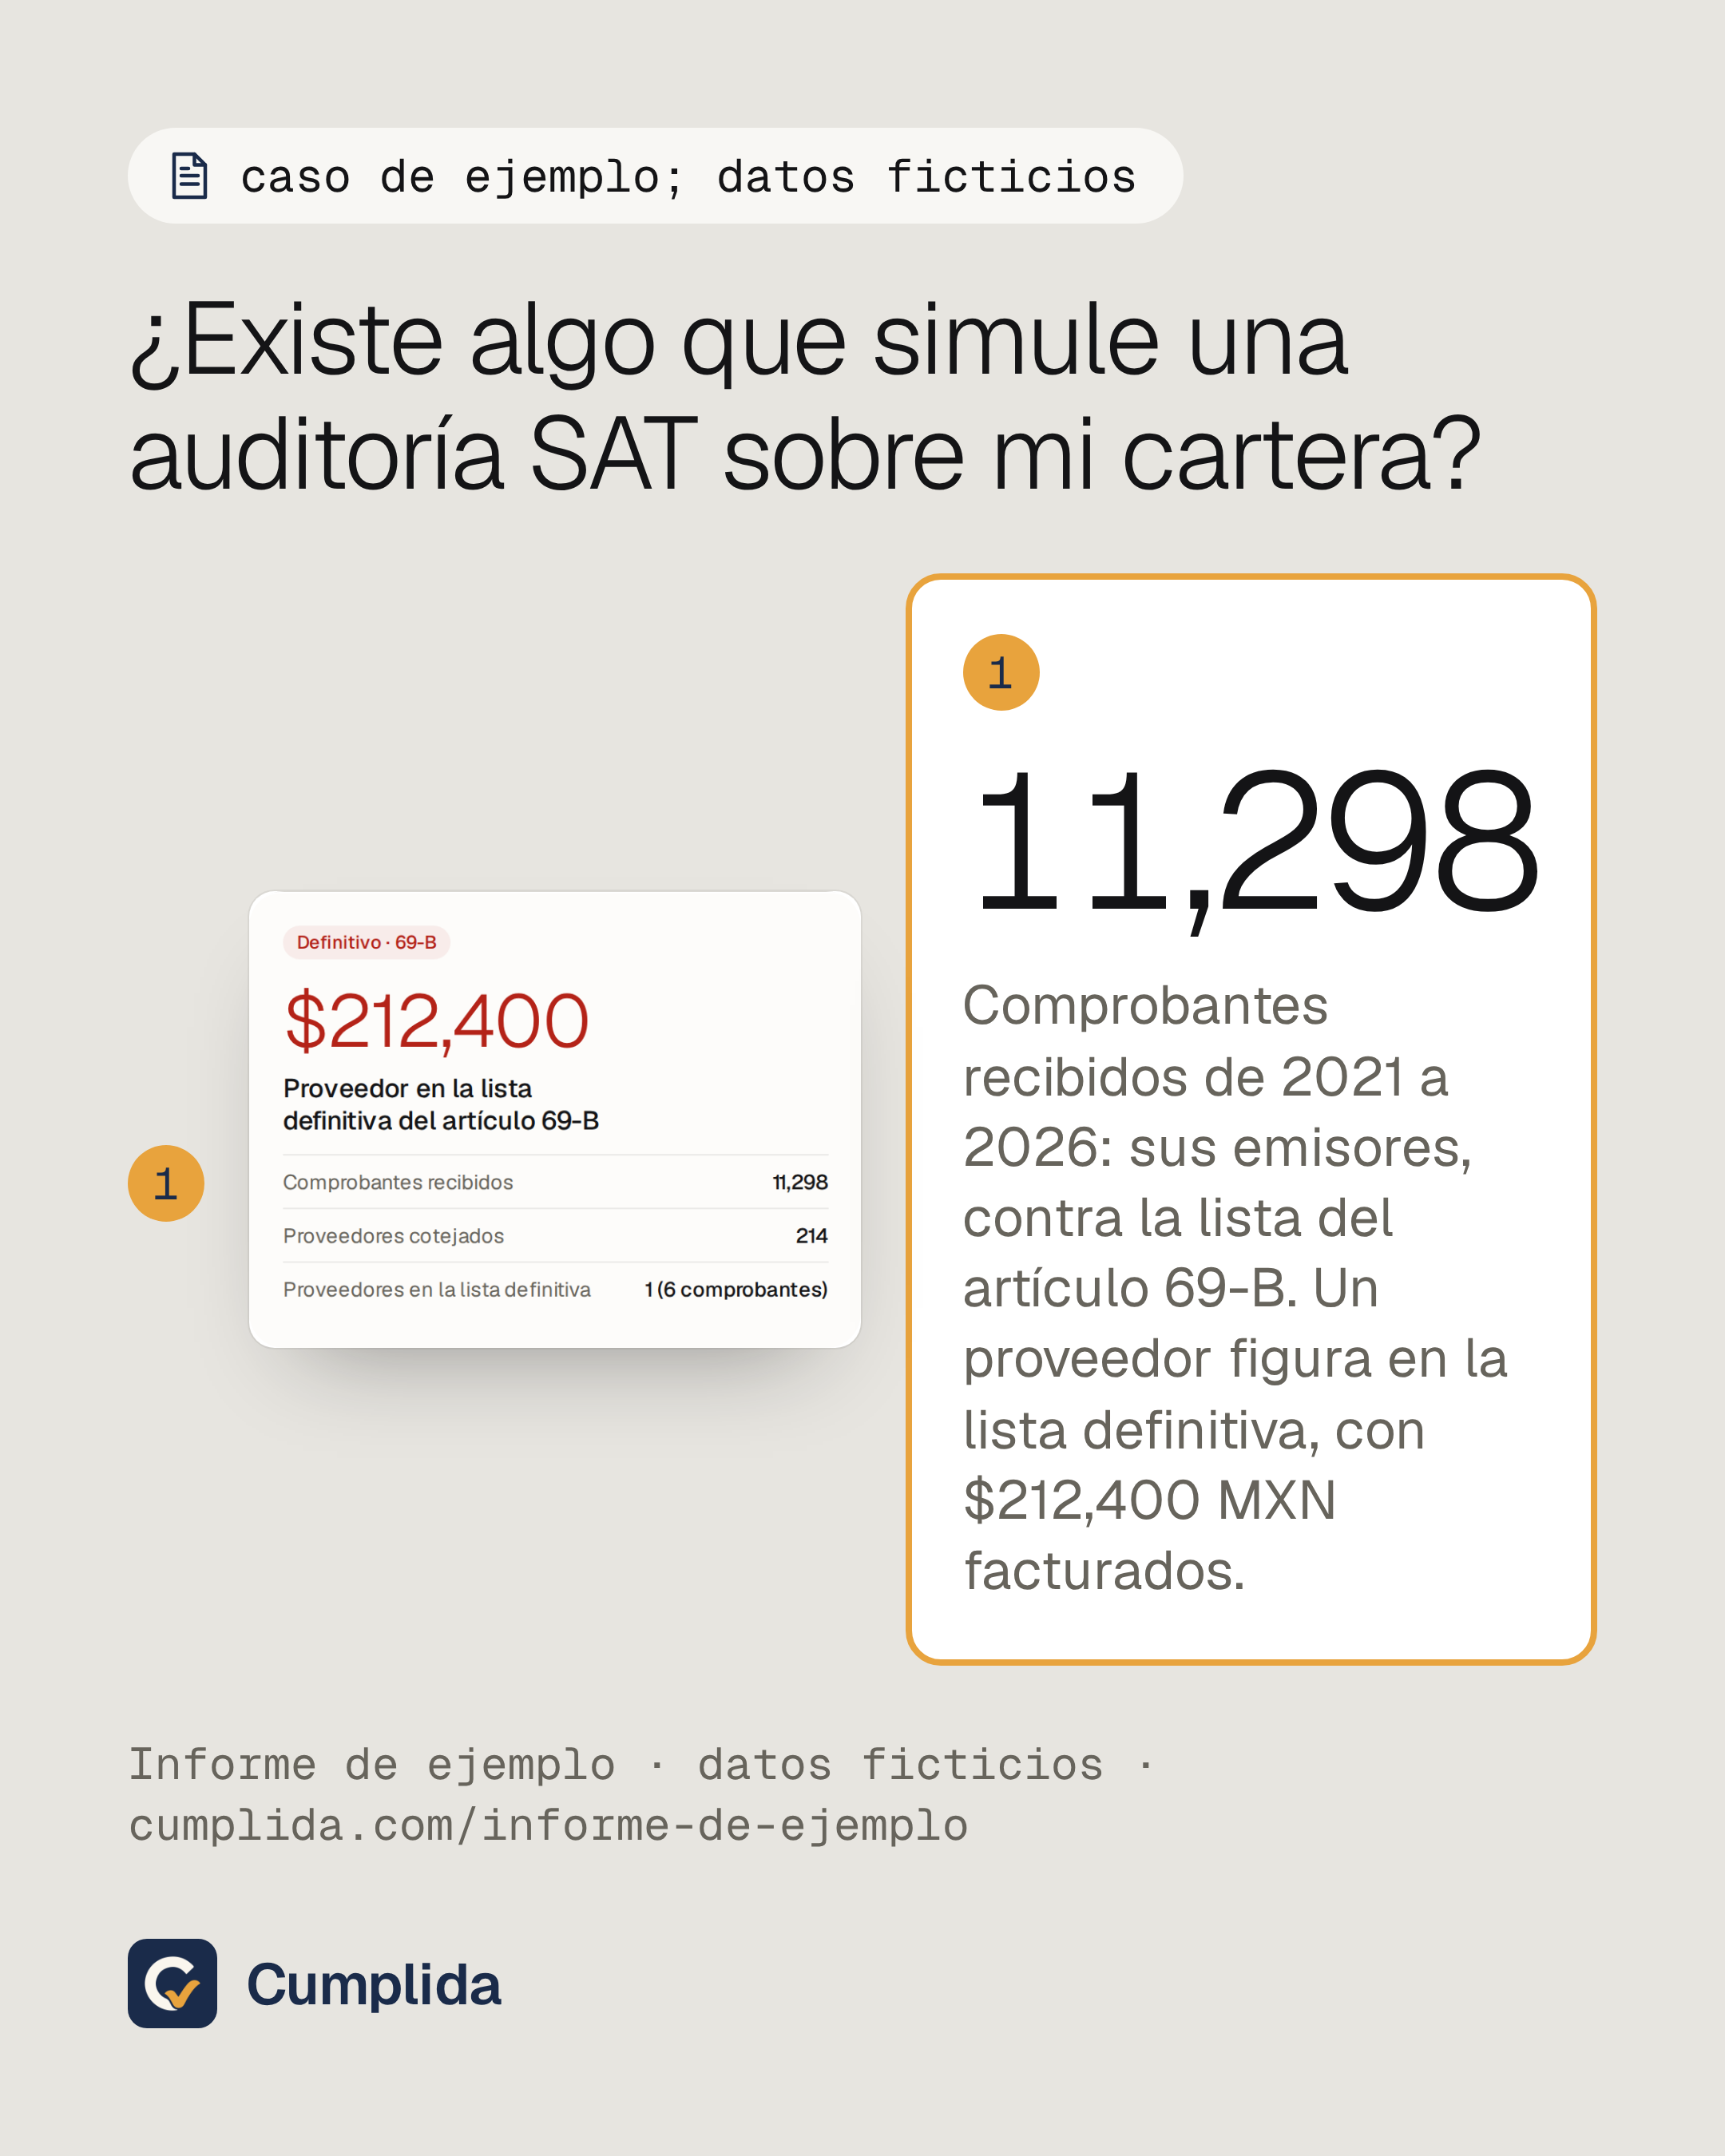 caso de ejemplo; datos ficticios
¿Existe algo que simule una
auditoría SAT sobre mi cartera?
1
Definitivo · 69-B
$212,400
Proveedor en la lista
definitiva del artículo 69-B
Comprobantes recibidos 11,298
Proveedores cotejados 214
Proveedores en la lista definitiva 1 (6 comprobantes)
1
11,298
Comprobantes
recibidos de 2021 a
2026: sus emisores,
contra la lista del
artículo 69-B. Un
proveedor figura en la
lista definitiva, con
$212,400 MXN
facturados.
Informe de ejemplo · datos ficticios ·
cumplida.com/informe-de-ejemplo
Cumplida